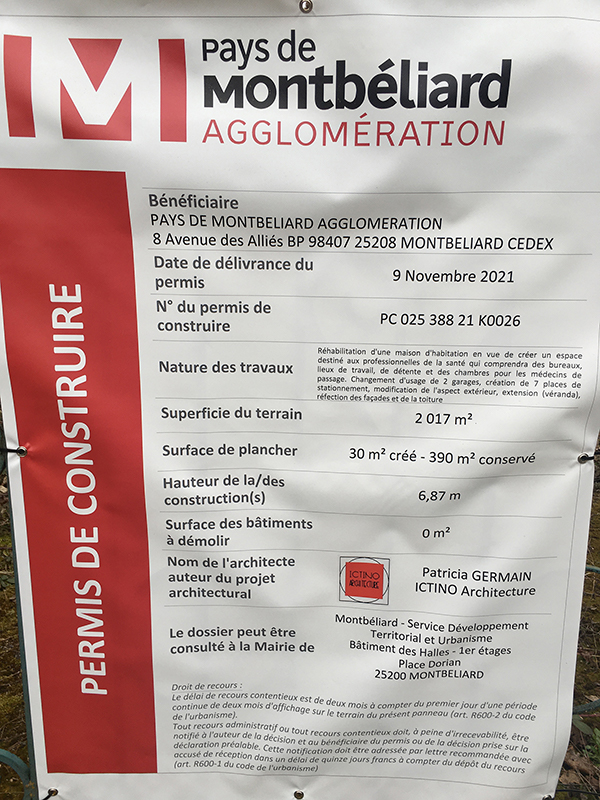 Pays de
Montbéliard
AGGLOMÉRATION
PERMIS DE CONSTRUIRE
Bénéficiaire
PAYS DE MONTBELIARD AGGLOMERATION
8 Avenue des Alliés BP 98407 25208 MONTBELIARD CEDEX
Date de délivrance du
permis
9 Novembre 2021
N° du permis de
construire
PC 025 388 21 K0026
Nature des travaux
Réhabilitation d'une maison d'habitation en vue de créer un espace
destiné aux professionnels de la santé qui comprendra des bureaux,
lieux de travail, de détente et des chambres pour les médecins de
passage. Changement d'usage de 2 garages, création de 7 places de
stationnement, modification de l'aspect extérieur, extension (véranda),
réfection des façades et de la toiture
Superficie du terrain
2 017 m²
Surface de plancher
30 m² créé - 390 m² conservé
Hauteur de la/des
construction(s)
6,87 m
Surface des bâtiments
à démolir
0 m²
Nom de l'architecte
auteur du projet
architectural
ICTINO
ARCHITECTURE
Patricia GERMAIN
ICTINO Architecture
Le dossier peut être
consulté à la Mairie de
Montbéliard - Service Développement
Territorial et Urbanisme
Bâtiment des Halles - 1er étages
Place Dorian
25200 MONTBELIARD
Droit de recours :
Le délai de recours contentieux est de deux mois à compter du premier jour d'une période
continue de deux mois d'affichage sur le terrain du présent panneau (art. R600-2 du code
de l'urbanisme).
Tout recours administratif ou tout recours contentieux doit, à peine d'irrecevabilité, être
notifié à l'auteur de la décision et au bénéficiaire du permis ou de la décision prise sur la
déclaration préalable. Cette notification doit être adressée par lettre recommandée avec
accusé de réception dans un délai de quinze jours francs à compter du dépôt du recours
(art. R600-1 du code de l'urbanisme)